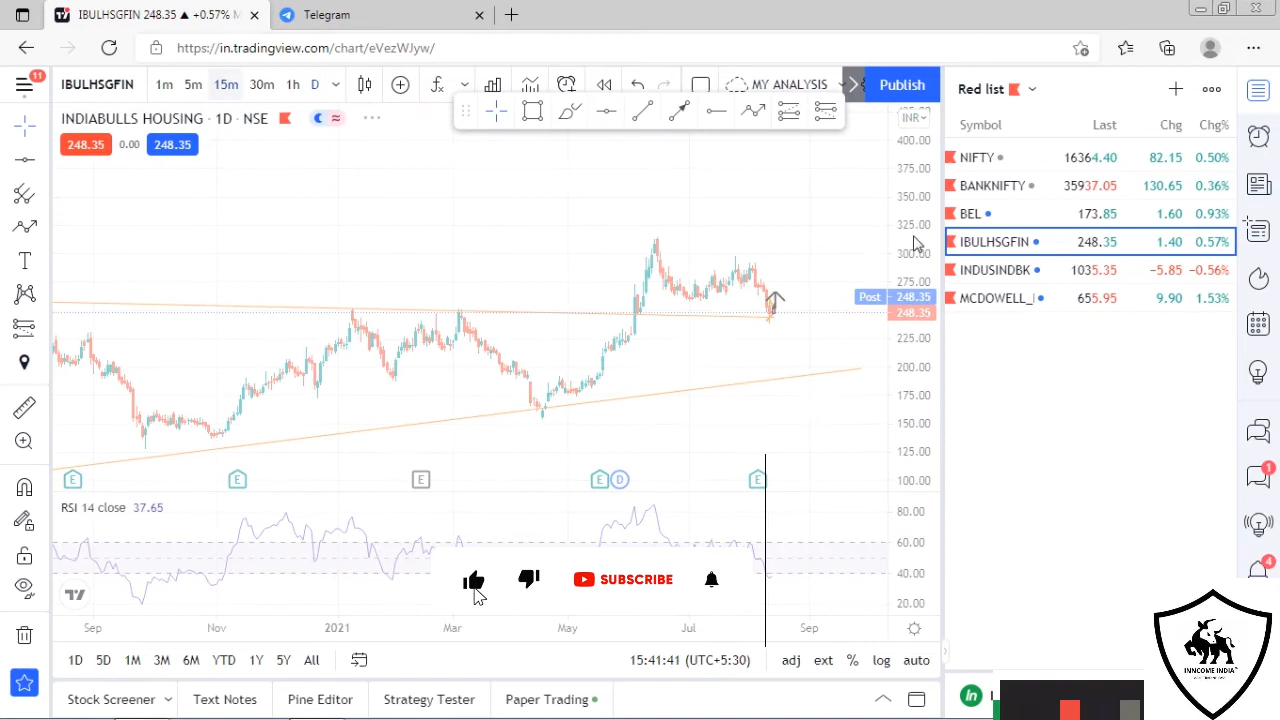 IBULHSGFIN 248.35 ▲ +0.57%
Telegram
https://in.tradingview.com/chart/eVezWJyw/
11
IBULHSGFIN 1m 5m 15m 30m 1h D MY ANALYSIS Publish
Red list
INDIABULLS HOUSING · 1D · NSE
INR
248.35 0.00 248.35
Symbol Last Chg Chg%
NIFTY 16364.40 82.15 0.50%
BANKNIFTY 35937.05 130.65 0.36%
BEL 173.85 1.60 0.93%
IBULHSGFIN 248.35 1.40 0.57%
INDUSINDBK 1035.35 −5.85 −0.56%
MCDOWELL_ 655.95 9.90 1.53%
400.00
375.00
350.00
325.00
300.00
275.00
Post 248.35
248.35
225.00
200.00
175.00
150.00
125.00
100.00
E E E E D E
RSI 14 close 37.65
80.00
60.00
40.00
20.00
SUBSCRIBE
Sep Nov 2021 Mar May Jul Sep
1D 5D 1M 3M 6M YTD 1Y 5Y All 15:41:41 (UTC+5:30) adj ext % log auto
Stock Screener Text Notes Pine Editor Strategy Tester Paper Trading
1
4
INNCOME INDIA
in